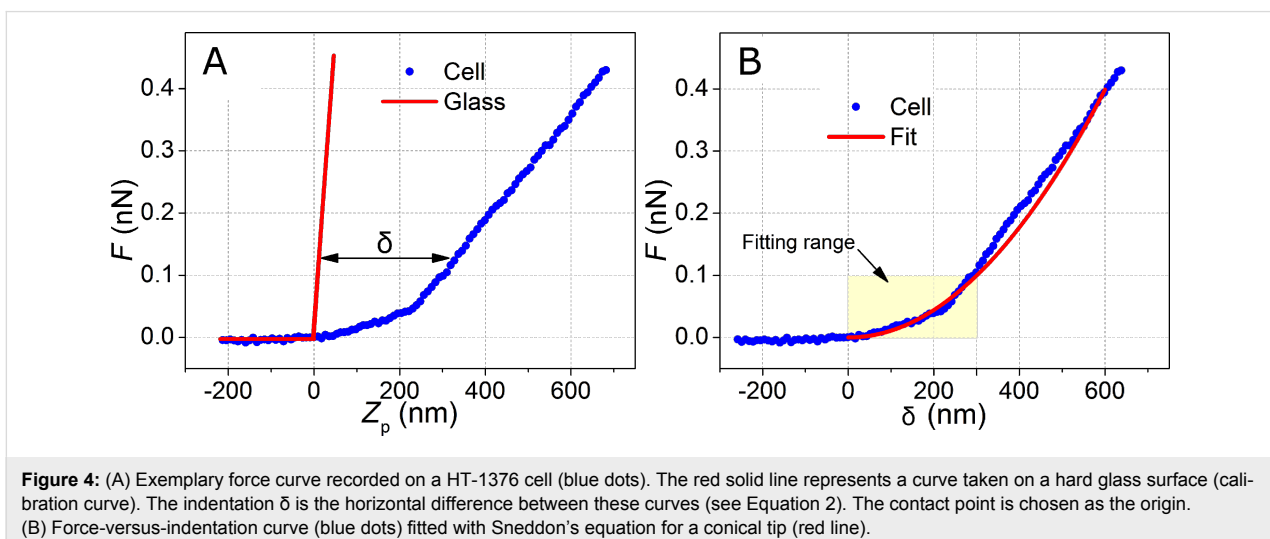 A
Cell
Glass
δ
F (nN)
0.4
0.3
0.2
0.1
0.0
-200
0
200
400
600
Zp (nm)
B
Cell
Fit
Fitting range
F (nN)
0.4
0.3
0.2
0.1
0.0
-200
0
200
400
600
δ (nm)
Figure 4: (A) Exemplary force curve recorded on a HT-1376 cell (blue dots). The red solid line represents a curve taken on a hard glass surface (cali-
bration curve). The indentation δ is the horizontal difference between these curves (see Equation 2). The contact point is chosen as the origin.
(B) Force-versus-indentation curve (blue dots) fitted with Sneddon's equation for a conical tip (red line).